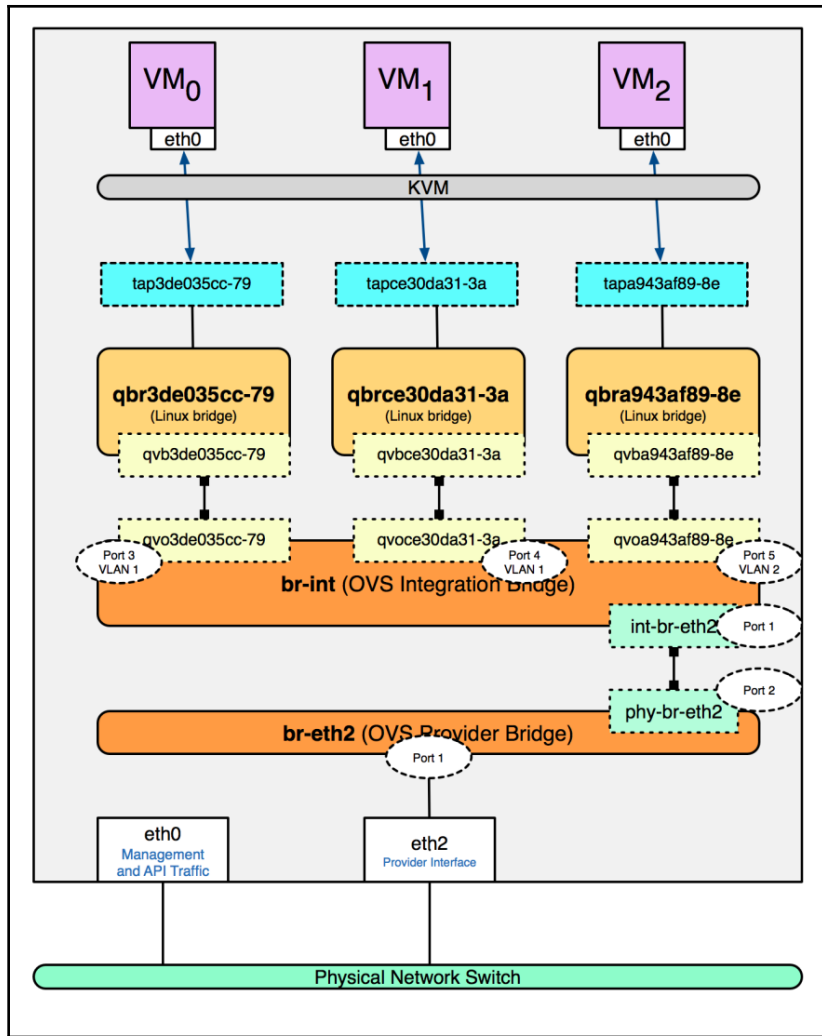 VM0
VM1
VM2
eth0
eth0
eth0
KVM
tap3de035cc-79
tapce30da31-3a
tapa943af89-8e
qbr3de035cc-79
(Linux bridge)
qbrce30da31-3a
(Linux bridge)
qbra943af89-8e
(Linux bridge)
qvb3de035cc-79
qvbce30da31-3a
qvba943af89-8e
qvo3de035cc-79
qvoce30da31-3a
qvoa943af89-8e
Port 3
VLAN 1
Port 4
VLAN 1
Port 5
VLAN 2
br-int (OVS Integration Bridge)
int-br-eth2
Port 1
phy-br-eth2
Port 2
br-eth2 (OVS Provider Bridge)
Port 1
eth0
Management
and API Traffic
eth2
Provider Interface
Physical Network Switch